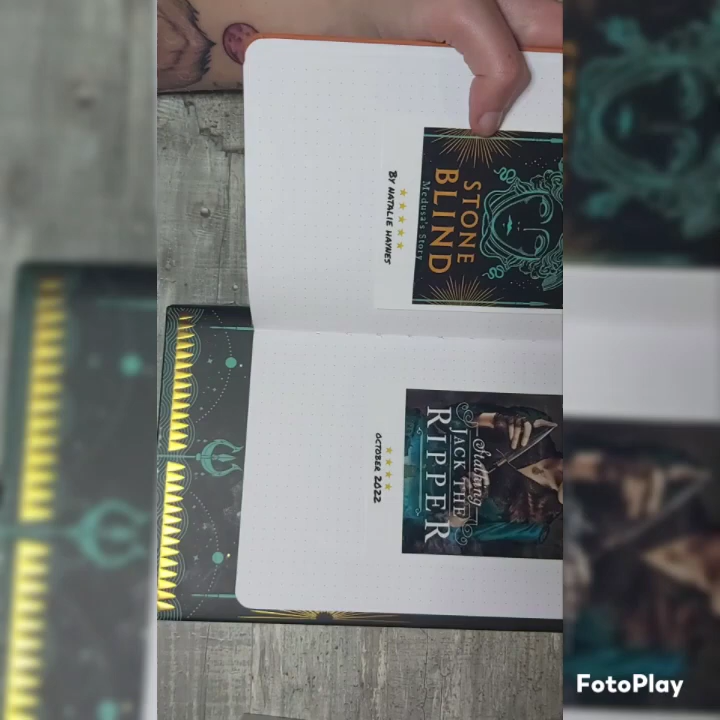 STONE
BLIND
Medusa's Story
BY NATALIE HAYNES
Stalking
JACK THE
RIPPER
OCTOBER 2022
FotoPlay